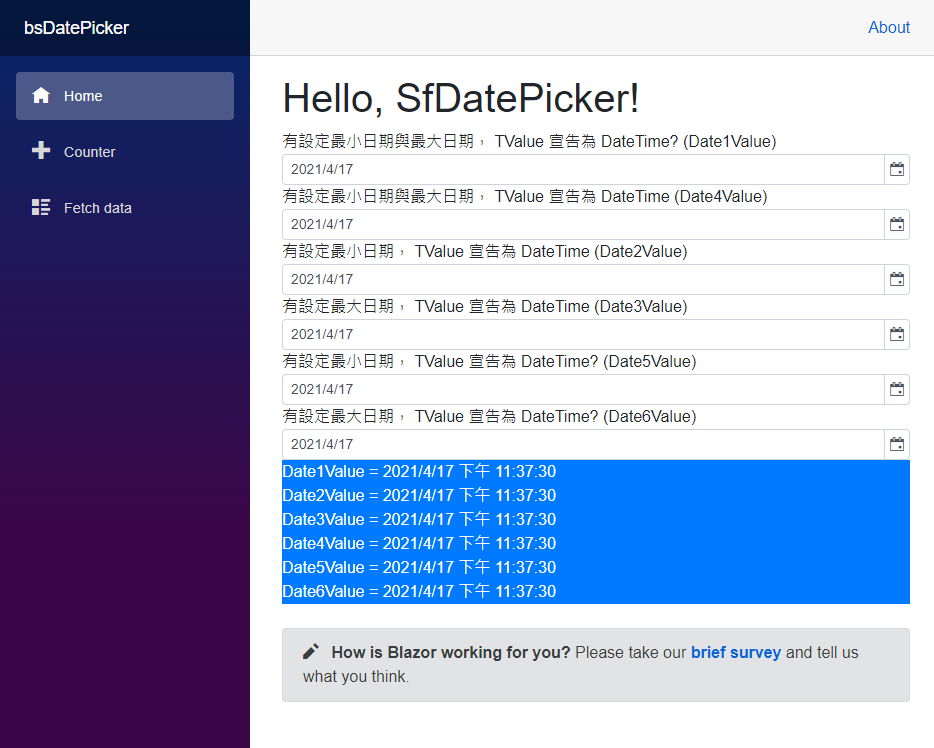 bsDatePicker
About
Home
Counter
Fetch data
Hello, SfDatePicker!
有設定最小日期與最大日期， TValue 宣告為 DateTime? (Date1Value)
2021/4/17
有設定最小日期與最大日期， TValue 宣告為 DateTime (Date4Value)
2021/4/17
有設定最小日期， TValue 宣告為 DateTime (Date2Value)
2021/4/17
有設定最大日期， TValue 宣告為 DateTime (Date3Value)
2021/4/17
有設定最小日期， TValue 宣告為 DateTime? (Date5Value)
2021/4/17
有設定最大日期， TValue 宣告為 DateTime? (Date6Value)
2021/4/17
Date1Value = 2021/4/17 下午 11:37:30
Date2Value = 2021/4/17 下午 11:37:30
Date3Value = 2021/4/17 下午 11:37:30
Date4Value = 2021/4/17 下午 11:37:30
Date5Value = 2021/4/17 下午 11:37:30
Date6Value = 2021/4/17 下午 11:37:30
How is Blazor working for you? Please take our brief survey and tell us
what you think.